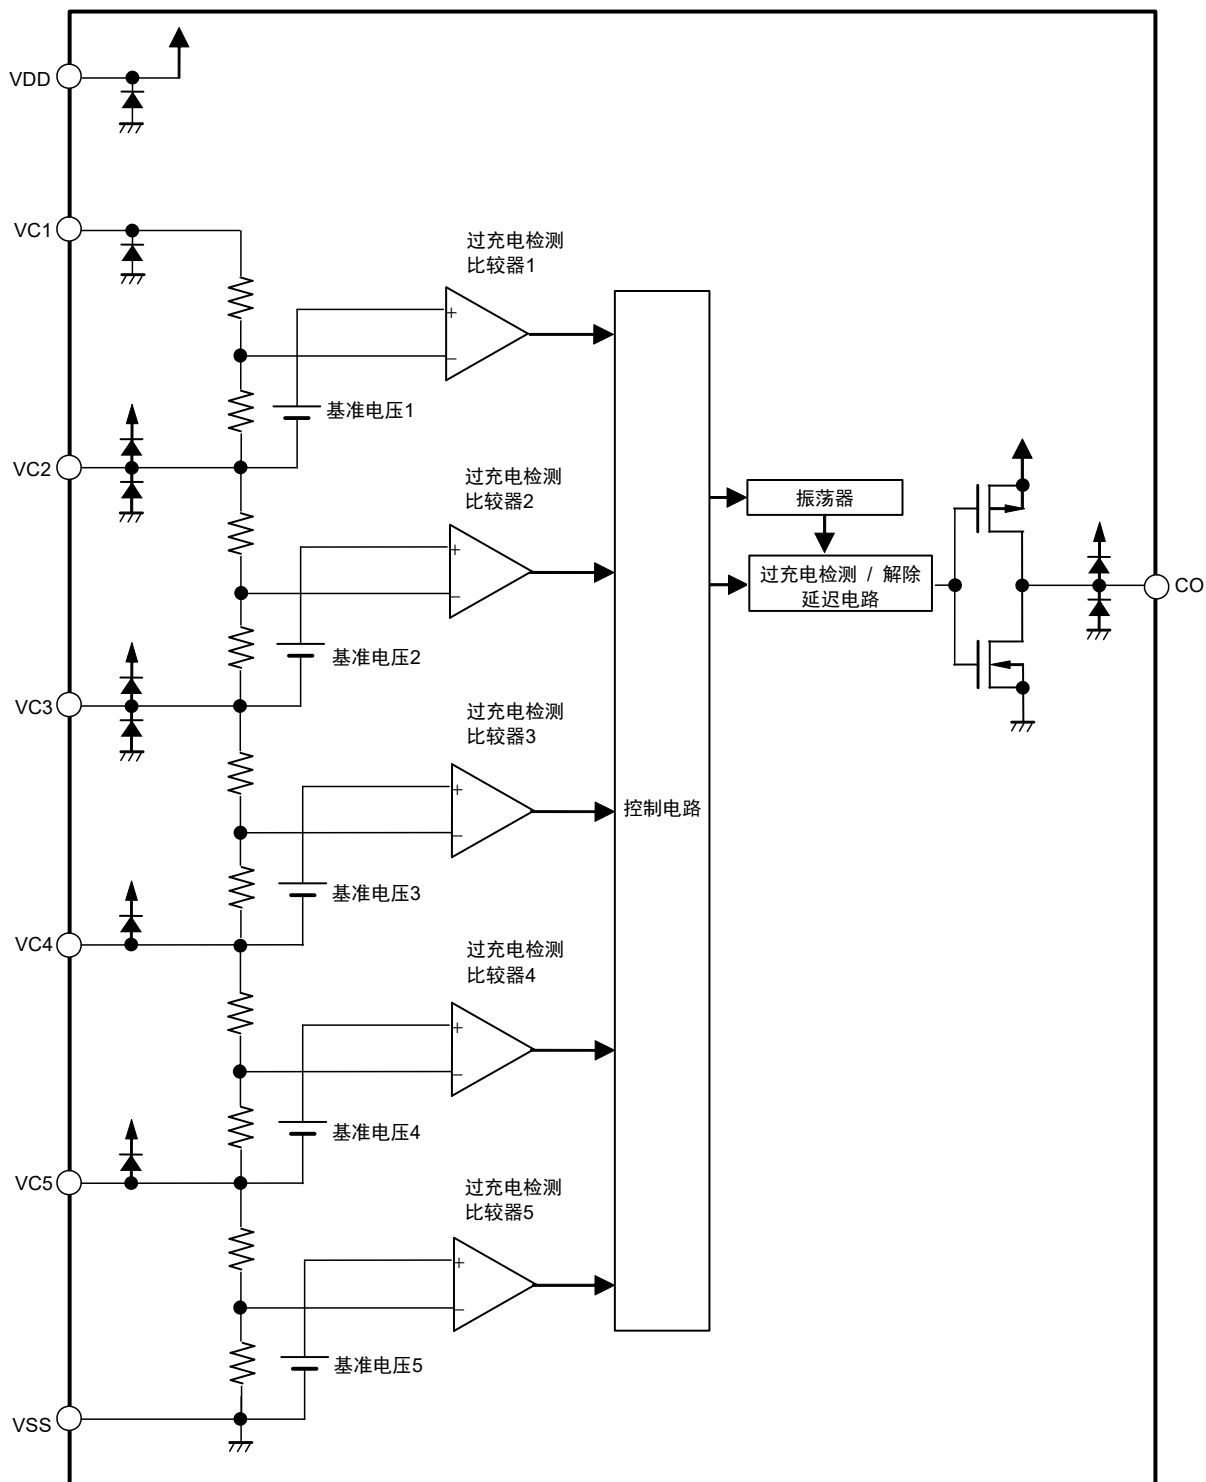 VDD
VC1
过充电检测
比较器1
+
−
基准电压1
VC2
过充电检测
比较器2
+
−
振荡器
过充电检测 / 解除
延迟电路
CO
基准电压2
VC3
过充电检测
比较器3
+
−
控制电路
基准电压3
VC4
过充电检测
比较器4
+
−
基准电压4
VC5
过充电检测
比较器5
+
−
基准电压5
VSS